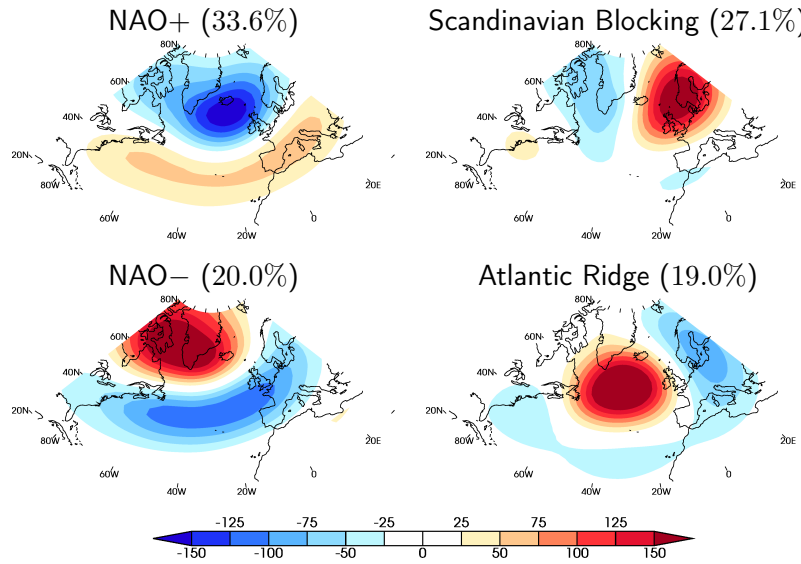 NAO+ (33.6%)
Scandinavian Blocking (27.1%)
80N
60N
40N
20N
80W
60W
40W
20W
0
20E
80N
60N
40N
20N
80W
60W
40W
20W
0
20E
NAO− (20.0%)
Atlantic Ridge (19.0%)
80N
60N
40N
20N
80W
60W
40W
20W
0
20E
80N
60N
40N
20N
80W
60W
40W
20W
0
20E
-125 -75 -25 25 75 125
-150 -100 -50 0 50 100 150